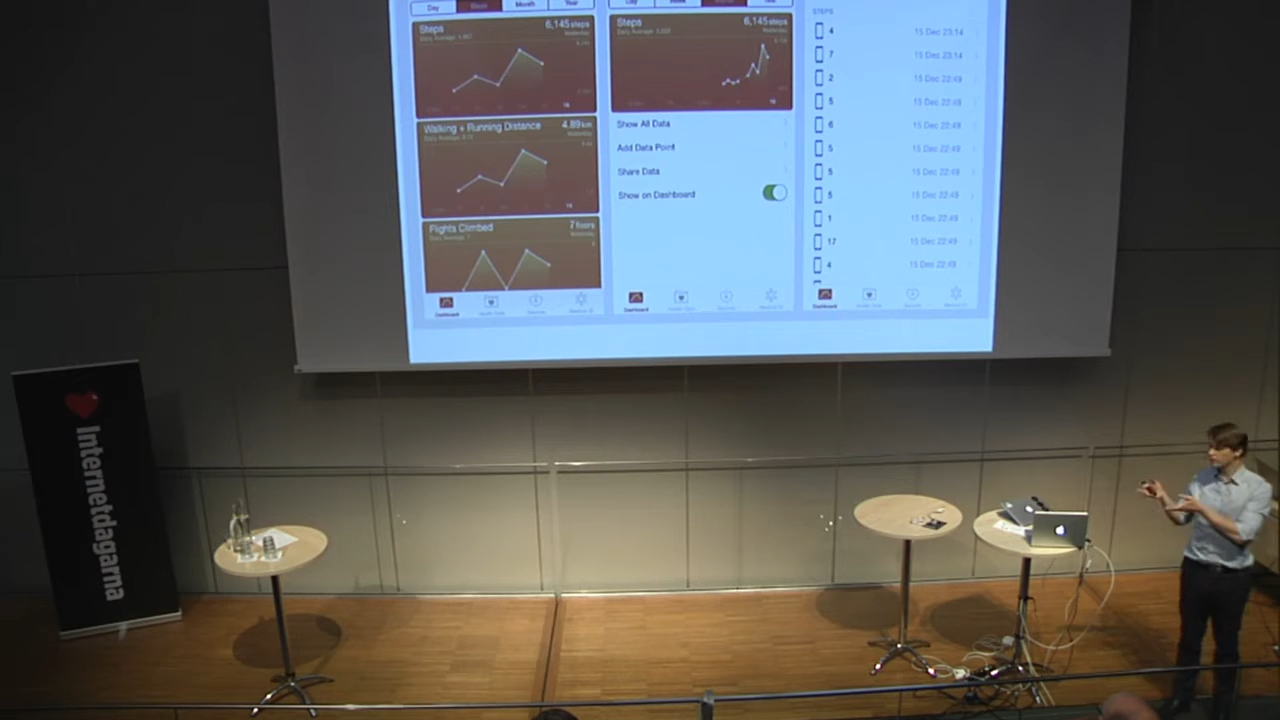 Day
Month
Year
Steps
6,145 steps
Yesterday
Walking + Running Distance
4.89 km
Yesterday
Flights Climbed
7 floors
Yesterday
Dashboard
Steps
6,145 steps
Yesterday
Show All Data
Add Data Point
Share Data
Show on Dashboard
Dashboard
STEPS
4 15 Dec 23:14
7 15 Dec 23:14
2 15 Dec 22:49
5 15 Dec 22:49
6 15 Dec 22:49
5 15 Dec 22:49
5 15 Dec 22:49
5 15 Dec 22:49
1 15 Dec 22:49
17 15 Dec 22:49
4 15 Dec 22:49
Dashboard
Internetdagarna